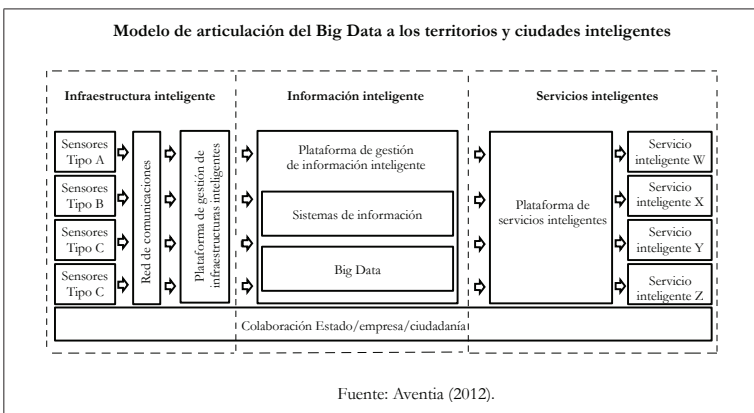 Modelo de articulación del Big Data a los territorios y ciudades inteligentes
Infraestructura inteligente
Sensores
Tipo A
Sensores
Tipo B
Sensores
Tipo C
Sensores
Tipo C
Red de comunicaciones
Plataforma de gestión de
infraestructuras inteligentes
Información inteligente
Plataforma de gestión
de información inteligente
Sistemas de información
Big Data
Servicios inteligentes
Plataforma de
servicios inteligentes
Servicio
inteligente W
Servicio
inteligente X
Servicio
inteligente Y
Servicio
inteligente Z
Colaboración Estado/empresa/ciudadanía
Fuente: Aventia (2012).